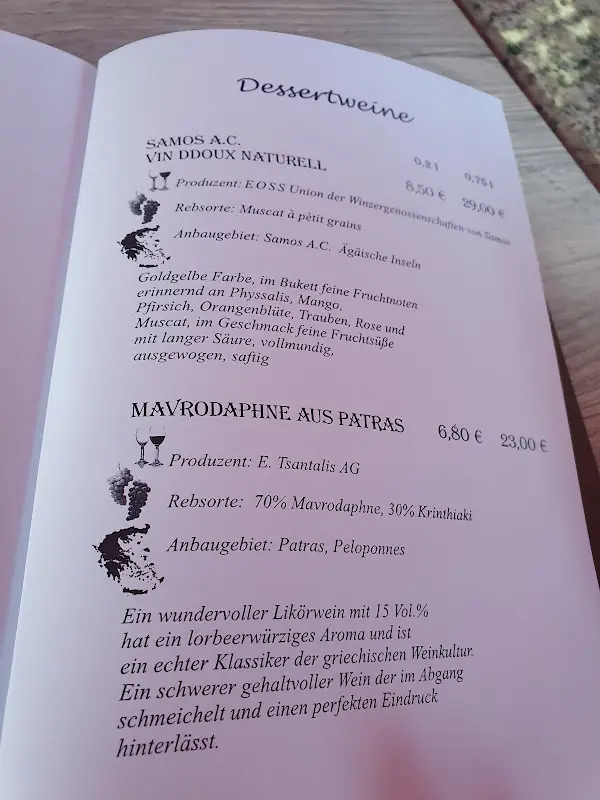 Dessertweine
SAMOS A.C.
VIN DDOUX NATURELL
0,2 l 0,75 l
8,50 € 29,00 €
Produzent: E O S S Union der Winzergenossenschaften von Samos
Rebsorte: Muscat à pètit grains
Anbaugebiet: Samos A.C. Ägäische Inseln
Goldgelbe Farbe, im Bukett feine Fruchtnoten
erinnernd an Physsalis, Mango,
Pfirsich, Orangenblüte, Trauben, Rose und
Muscat, im Geschmack feine Fruchtsüße
mit langer Säure, vollmundig,
ausgewogen, saftig
MAVRODAPHNE AUS PATRAS 6,80 € 23,00 €
Produzent: E. Tsantalis AG
Rebsorte: 70% Mavrodaphne, 30% Krinthiaki
Anbaugebiet: Patras, Peloponnes
Ein wundervoller Likörwein mit 15 Vol.%
hat ein lorbeerwürziges Aroma und ist
ein echter Klassiker der griechischen Weinkultur.
Ein schwerer gehaltvoller Wein der im Abgang
schmeichelt und einen perfekten Eindruck
hinterlässt.